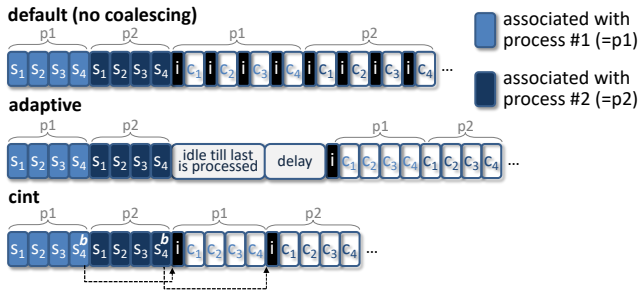 default (no coalescing)
p1 p2 p1 p2
s1 s2 s3 s4 s1 s2 s3 s4 i c1 i c2 i c3 i c4 i c1 i c2 i c3 i c4 ...
associated with
process #1 (=p1)
associated with
process #2 (=p2)
adaptive
p1 p2 p1 p2
s1 s2 s3 s4 s1 s2 s3 s4 idle till last
is processed delay i c1 c2 c3 c4 c1 c2 c3 c4 ...
cint
p1 p2 p1 p2
s1 s2 s3 s4 b s1 s2 s3 s4 b i c1 c2 c3 c4 i c1 c2 c3 c4 ...